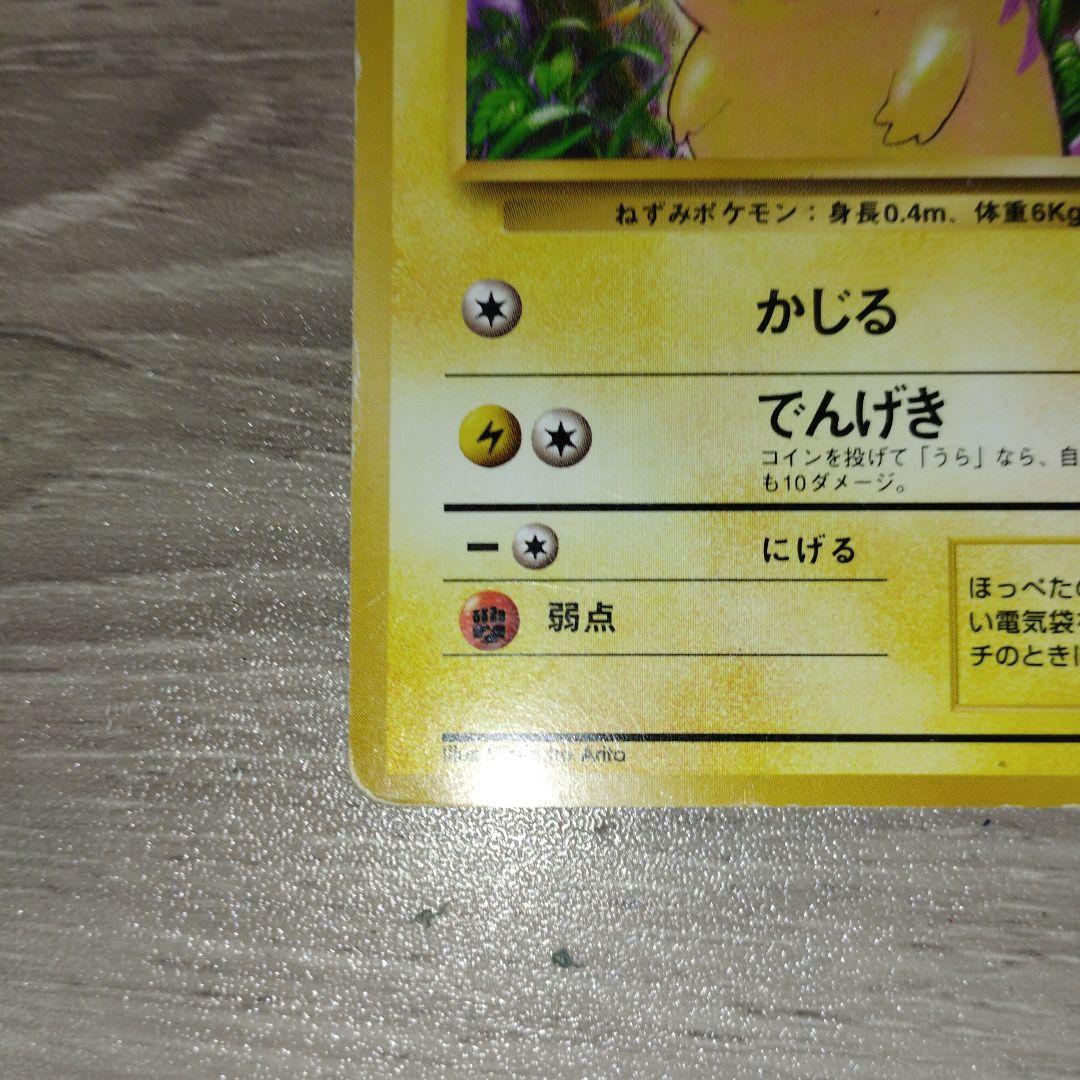 ねずみポケモン：身長0.4m、体重6Kg
かじる
でんげき
コインを投げて「うら」なら、自
も10ダメージ。
にげる
弱点
ほっぺたの
い電気袋を
チのときに
Illus. Arita